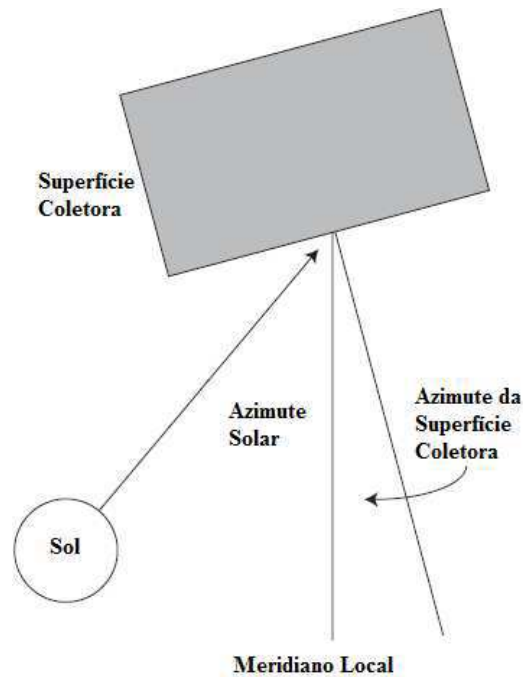 Superfície
Coletora
Azimute
Solar
Azimute da
Superfície
Coletora
Sol
Meridiano Local